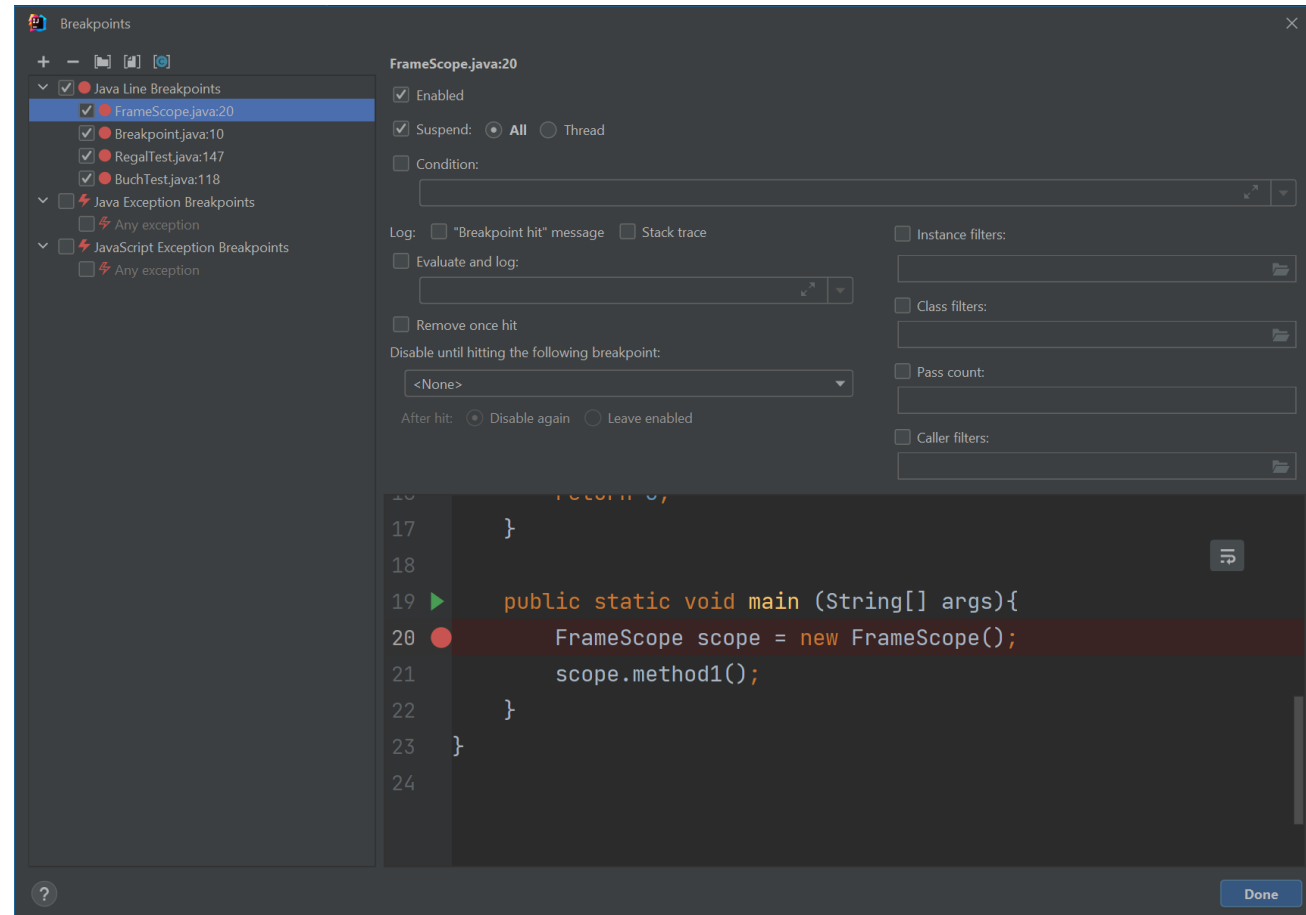 Breakpoints
FrameScope.java:20
Java Line Breakpoints
FrameScope.java:20
Breakpoint.java:10
RegalTest.java:147
BuchTest.java:118
Java Exception Breakpoints
Any exception
JavaScript Exception Breakpoints
Any exception
Enabled
Suspend: All Thread
Condition:
Log: "Breakpoint hit" message Stack trace
Evaluate and log:
Remove once hit
Disable until hitting the following breakpoint:
<None>
After hit: Disable again Leave enabled
Instance filters:
Class filters:
Pass count:
Caller filters:
17 }
18
19 public static void main (String[] args){
20 FrameScope scope = new FrameScope();
21 scope.method1();
22 }
23 }
24
?
Done